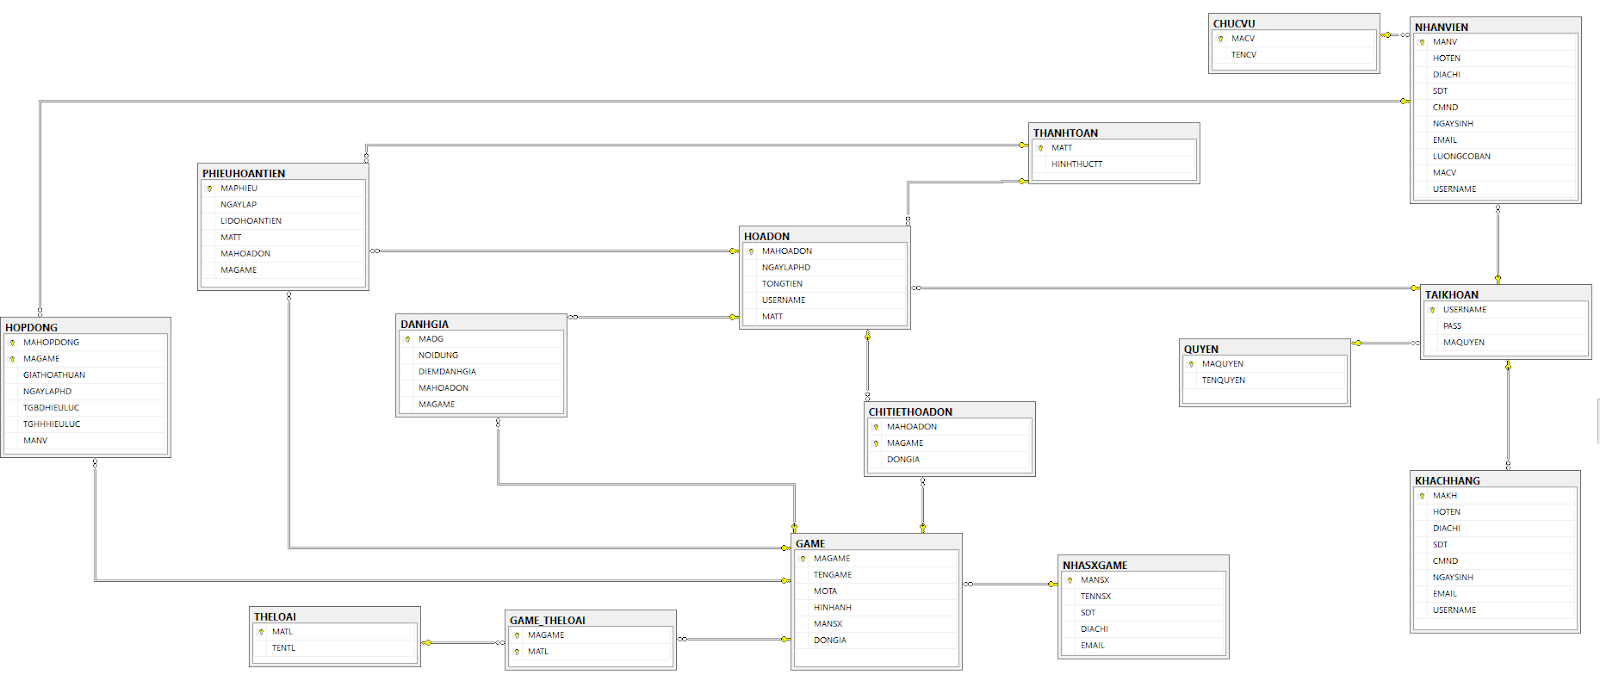 CHUCVU
MACV
TENCV
NHANVIEN
MANV
HOTEN
DIACHI
SDT
CMND
NGAYSINH
EMAIL
LUONGCOBAN
MACV
USERNAME
THANHTOAN
MATT
HINHTHUCTT
PHIEUHOANTIEN
MAPHIEU
NGAYLAP
LIDOHOANTIEN
MATT
MAHOADON
MAGAME
HOADON
MAHOADON
NGAYLAPHD
TONGTIEN
USERNAME
MATT
TAIKHOAN
USERNAME
PASS
MAQUYEN
HOPDONG
MAHOPDONG
MAGAME
GIATHOATHUAN
NGAYLAPHD
TGBDHIEULUC
TGHHHIEULUC
MANV
DANHGIA
MADG
NOIDUNG
DIEMDANHGIA
MAHOADON
MAGAME
QUYEN
MAQUYEN
TENQUYEN
CHITIETHOADON
MAHOADON
MAGAME
DONGIA
KHACHHANG
MAKH
HOTEN
DIACHI
SDT
CMND
NGAYSINH
EMAIL
USERNAME
GAME
MAGAME
TENGAME
MOTA
HINHANH
MANSX
DONGIA
NHASXGAME
MANSX
TENNSX
SDT
DIACHI
EMAIL
THELOAI
MATL
TENTL
GAME_THELOAI
MAGAME
MATL